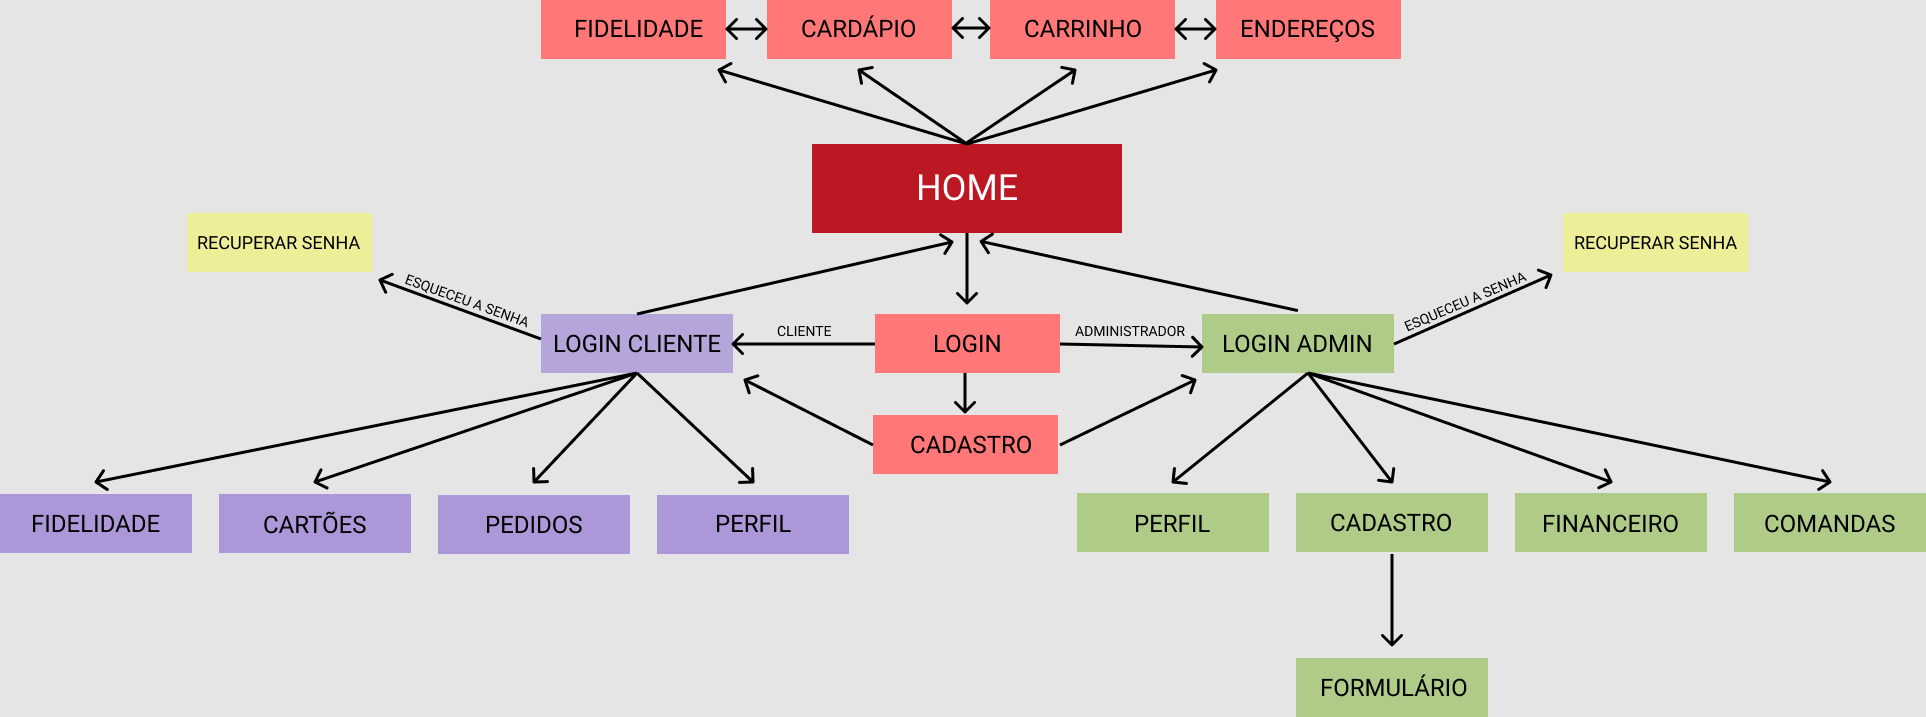 FIDELIDADE
CARDÁPIO
CARRINHO
ENDEREÇOS
HOME
RECUPERAR SENHA
RECUPERAR SENHA
ESQUECEU A SENHA
ESQUECEU A SENHA
LOGIN CLIENTE
CLIENTE
LOGIN
ADMINISTRADOR
LOGIN ADMIN
CADASTRO
FIDELIDADE
CARTÕES
PEDIDOS
PERFIL
PERFIL
CADASTRO
FINANCEIRO
COMANDAS
FORMULÁRIO